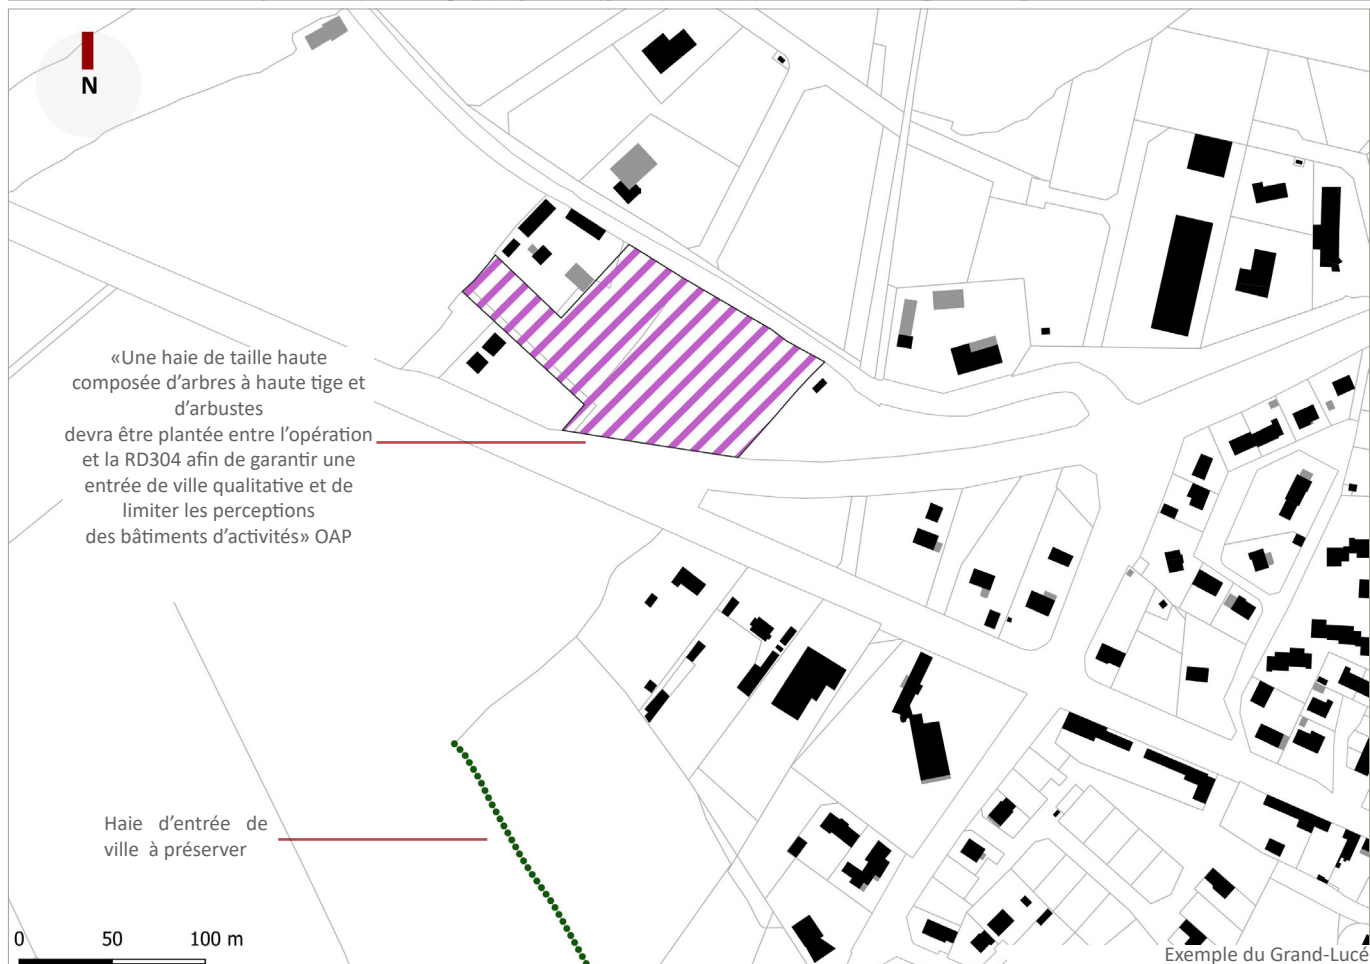 N
«Une haie de taille haute
composée d’arbres à haute tige et
d’arbustes
devra être plantée entre l’opération
et la RD304 afin de garantir une
entrée de ville qualitative et de
limiter les perceptions
des bâtiments d’activités» OAP
Haie d’entrée de
ville à préserver
0 50 100 m
Exemple du Grand-Lucé